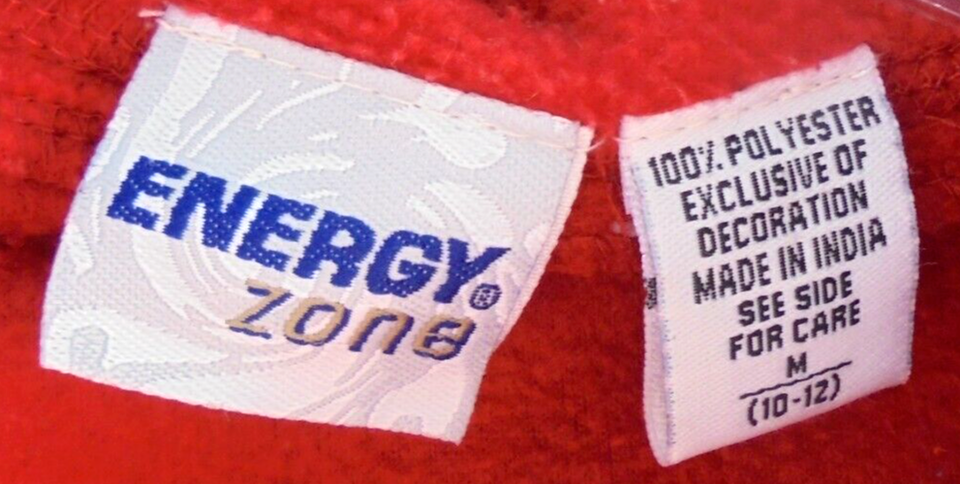 ENERGY®
zone
100% POLYESTER
EXCLUSIVE OF
DECORATION
MADE IN INDIA
SEE SIDE
FOR CARE
M
(10-12)